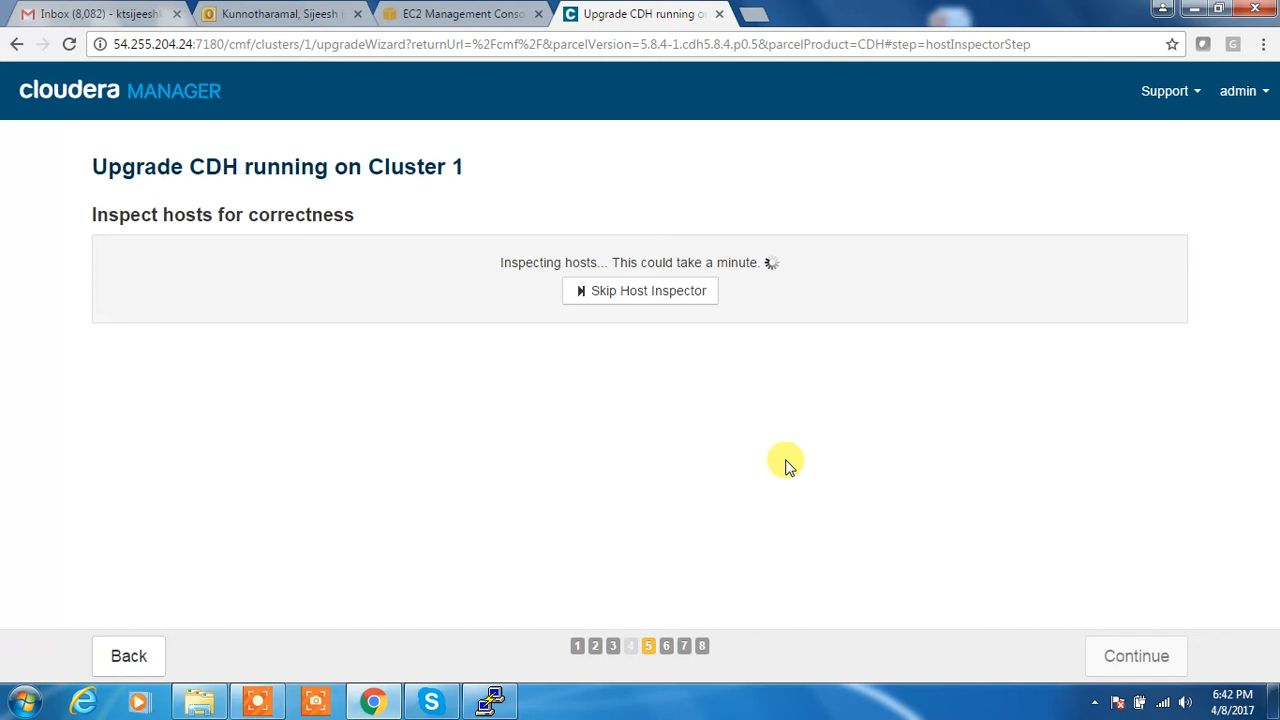 Inbox (8,082) - ktsijeesh
Kunnotharamal, Sijeesh (
EC2 Management Conso
Upgrade CDH running o
54.255.204.24:7180/cmf/clusters/1/upgradeWizard?returnUrl=%2Fcmf%2F&parcelVersion=5.8.4-1.cdh5.8.4.p0.5&parcelProduct=CDH#step=hostInspectorStep
G
cloudera MANAGER
Support
admin
Upgrade CDH running on Cluster 1
Inspect hosts for correctness
Inspecting hosts... This could take a minute.
Skip Host Inspector
Back
1 2 3 4 5 6 7 8
Continue
6:42 PM
4/8/2017